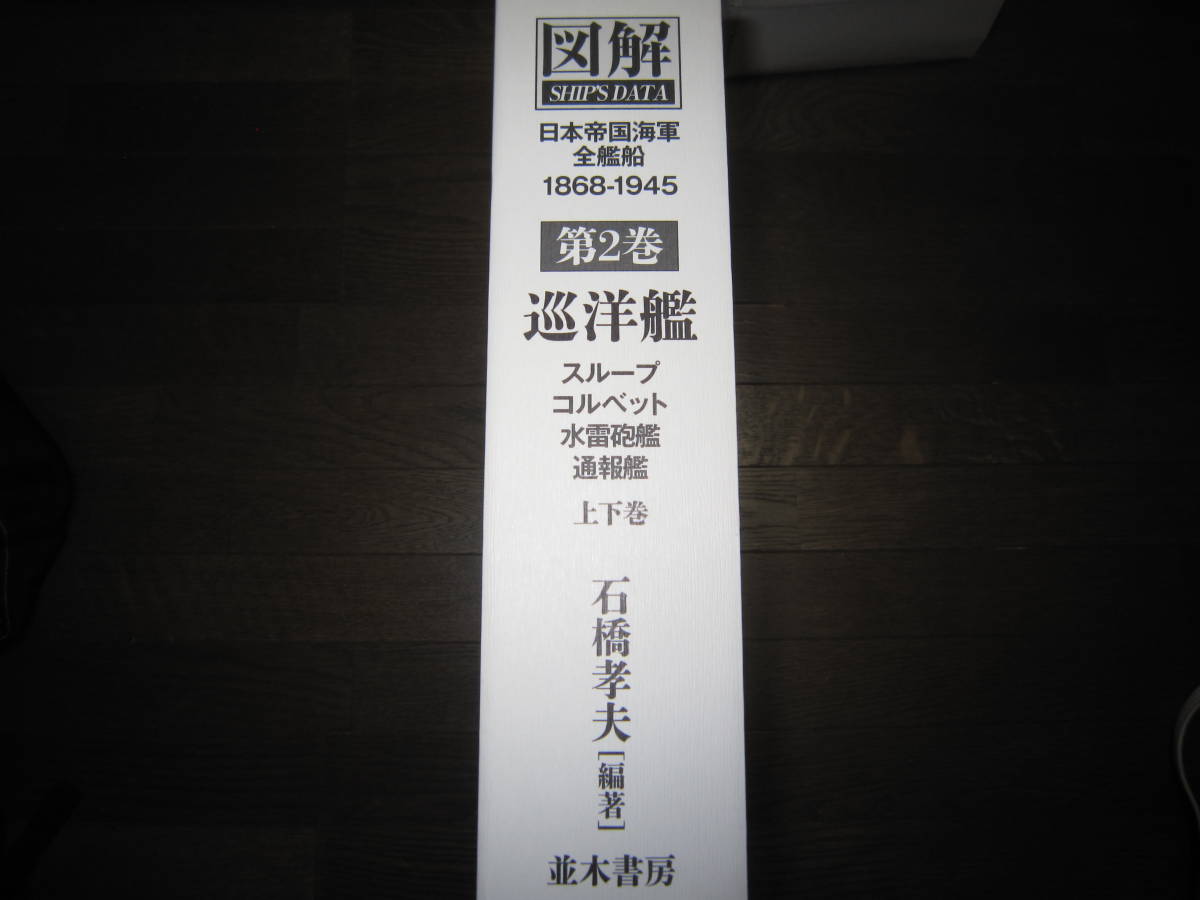 図解
SHIP'S DATA
日本帝国海軍
全艦船
1868-1945
第2巻
巡洋艦
スループ
コルベット
水雷砲艦
通報艦
上下巻
石橋孝夫[編著]
並木書房